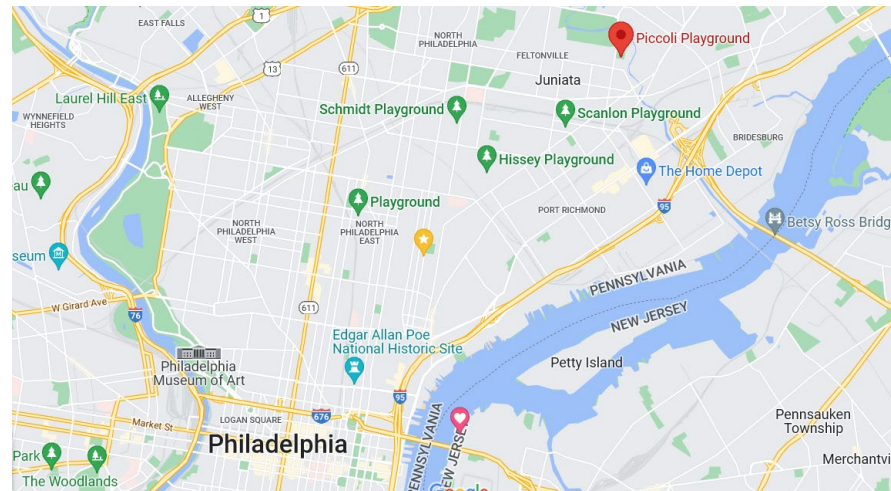 EAST FALLS
1
NORTH
PHILADELPHIA
FELTONVILLE
Piccoli Playground
13
611
Juniata
Laurel Hill East
ALLEGHENY
WEST
Schmidt Playground
Scanlon Playground
WYNNEFIELD
HEIGHTS
BRIDESBURG
Hissey Playground
The Home Depot
au
Playground
95
PORT RICHMOND
NORTH
PHILADELPHIA
WEST
NORTH
PHILADELPHIA
EAST
Betsy Ross Bridg
seum
PENNSYLVANIA
NEW JERSEY
W Girard Ave
76
611
Edgar Allan Poe
National Historic Site
Philadelphia
Museum of Art
Petty Island
95
LOGAN SQUARE
676
Market St
PENNSYLVANIA
NEW JERSEY
Pennsauken
Township
Philadelphia
Park
The Woodlands
Merchantvi
Google